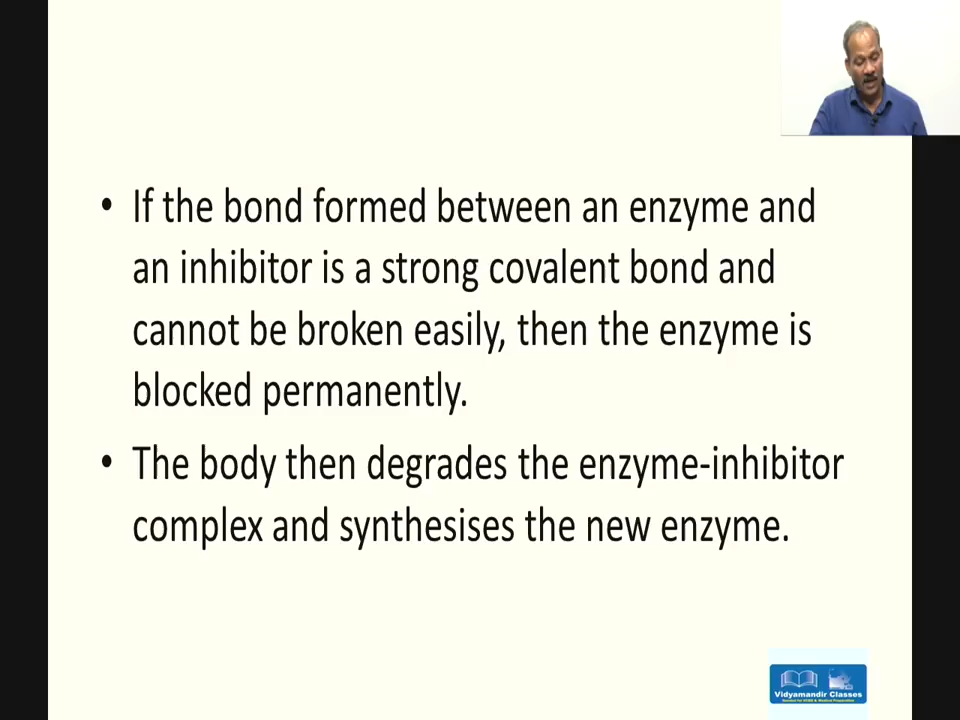 • If the bond formed between an enzyme and
an inhibitor is a strong covalent bond and
cannot be broken easily, then the enzyme is
blocked permanently.
• The body then degrades the enzyme-inhibitor
complex and synthesises the new enzyme.
Vidyamandir Classes